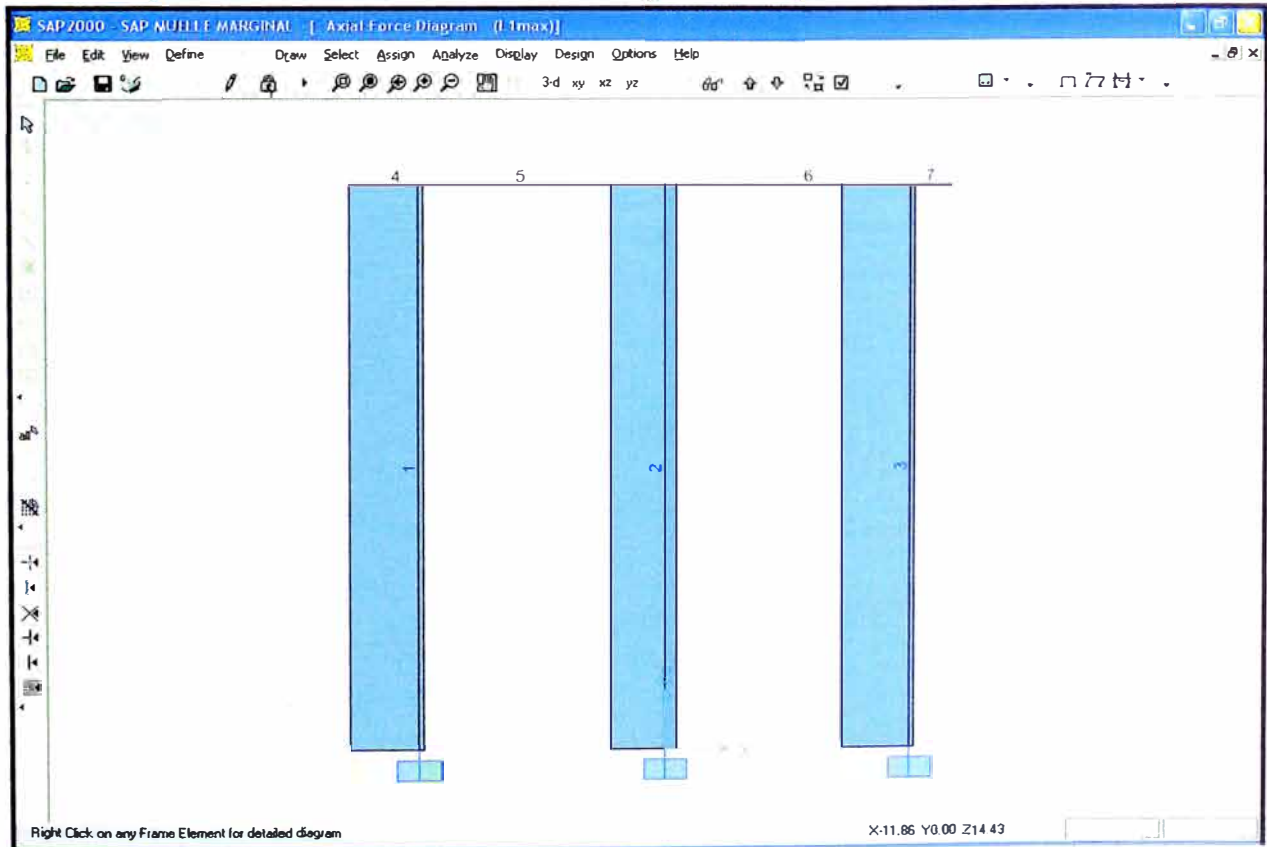 SAP2000 - SAP MUELLE MARGINAL - [ Axial Force Diagram (L1max)]
File Edit View Define Draw Select Assign Analyze Display Design Options Help
3-d xy xz yz
4 5 6 7
1 2 3
Right Click on any Frame Element for detailed diagram
X-11.86 Y0.00 Z14.43